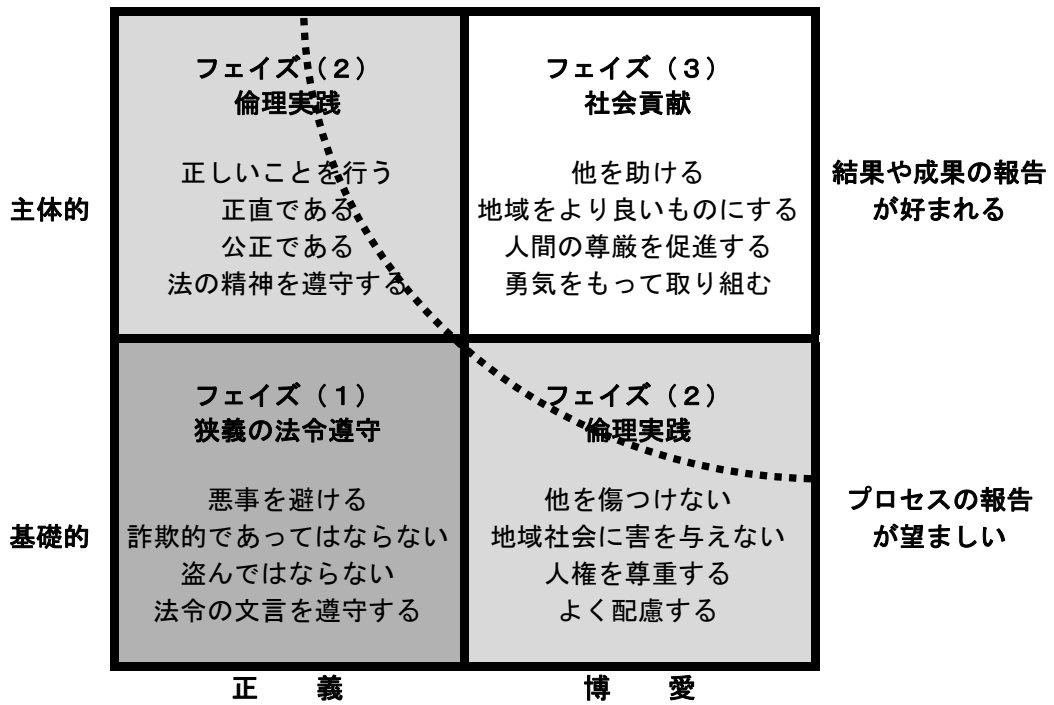 フェイズ（２）
倫理実践
正しいことを行う
正直である
公正である
法の精神を遵守する
フェイズ（３）
社会貢献
他を助ける
地域をより良いものにする
人間の尊厳を促進する
勇気をもって取り組む
主体的
結果や成果の報告
が好まれる
フェイズ（１）
狭義の法令遵守
悪事を避ける
詐欺的であってはならない
盗んではならない
法令の文言を遵守する
フェイズ（２）
倫理実践
他を傷つけない
地域社会に害を与えない
人権を尊重する
よく配慮する
基礎的
プロセスの報告
が望ましい
正　義
博　愛